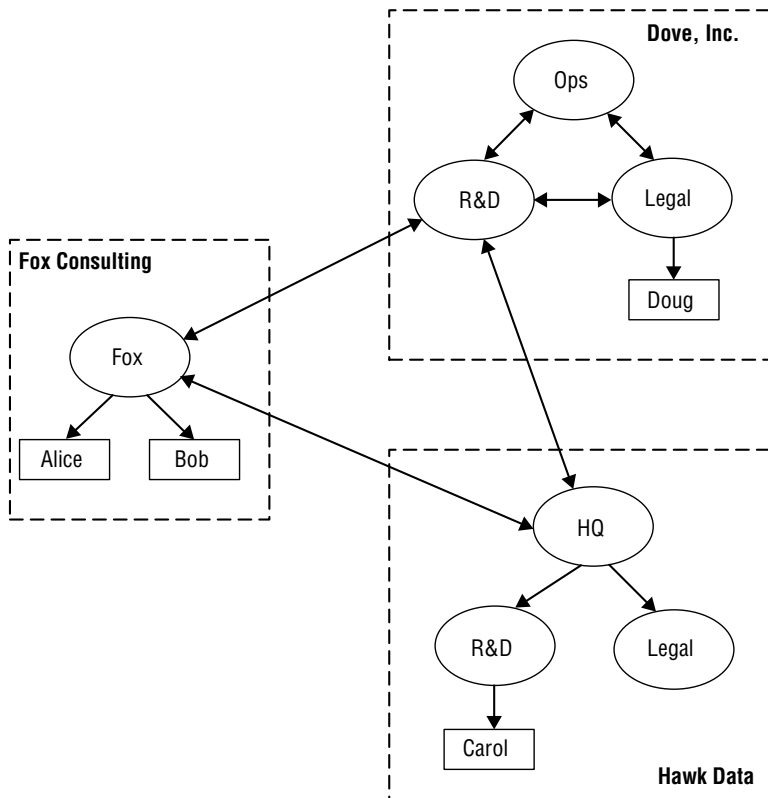 Dove, Inc.
Ops
R&D
Legal
Doug
Fox Consulting
Fox
Alice
Bob
HQ
R&D
Legal
Carol
Hawk Data